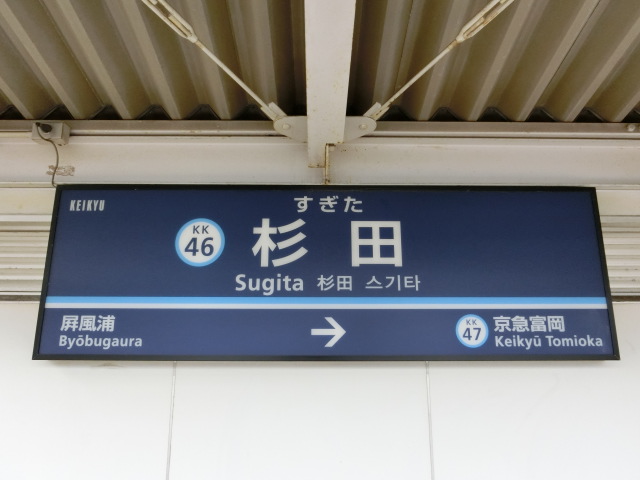 KEIKYU
すぎた
KK
46
杉田
Sugita 杉田 스기타
屛風浦
Byōbugaura
→
KK
47
京急富岡
Keikyū Tomioka